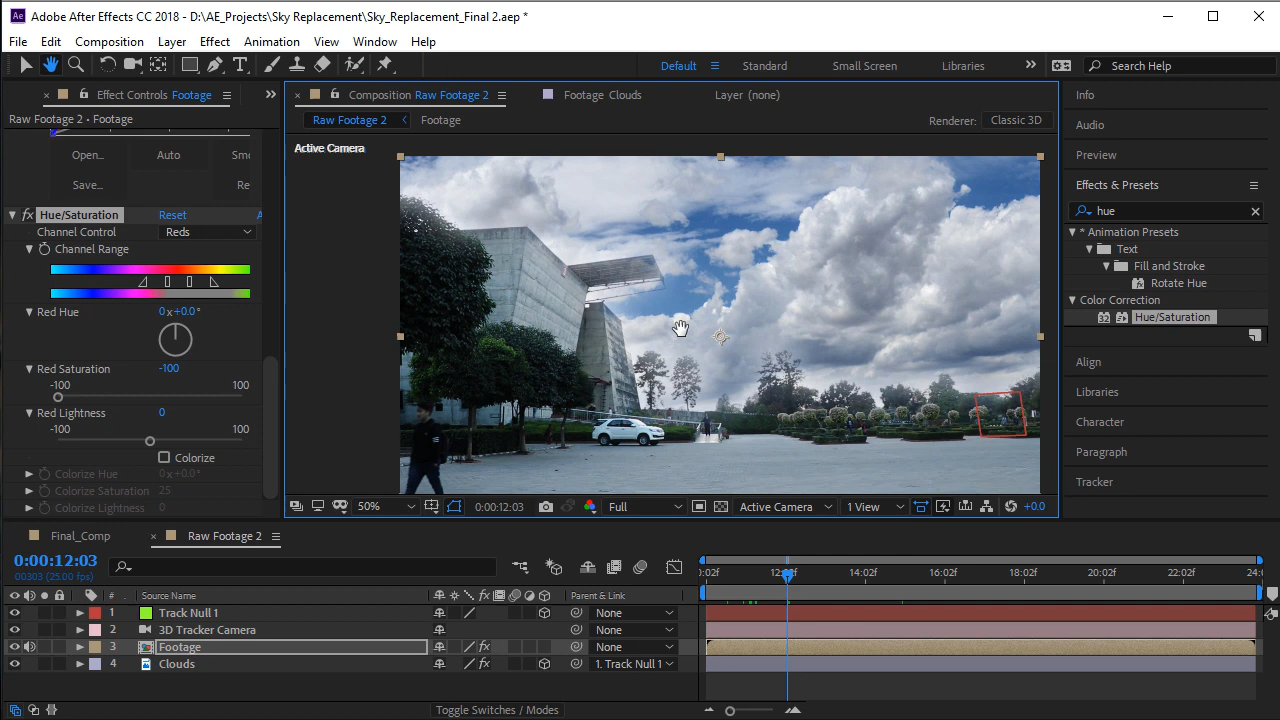 Ae Adobe After Effects CC 2018 - D:\AE_Projects\Sky Replacement\Sky_Replacement_Final 2.aep *
File Edit Composition Layer Effect Animation View Window Help
Default Standard Small Screen Libraries Search Help
Effect Controls Footage
Composition Raw Footage 2
Footage Clouds
Layer (none)
Info
Raw Footage 2 • Footage
Raw Footage 2 Footage
Renderer: Classic 3D
Audio
Active Camera
Open... Auto Smo
Preview
Save... Re
Effects & Presets
Hue/Saturation Reset A
hue
Channel Control Reds
* Animation Presets
Channel Range
Text
Fill and Stroke
Rotate Hue
Color Correction
Red Hue 0x+0.0°
Hue/Saturation
Red Saturation -100
-100 100
Red Lightness 0
-100 100
Colorize
Colorize Hue 0x+0.0°
Colorize Saturation 25
Colorize Lightness 0
Align
Libraries
Character
Paragraph
Tracker
50% 0:00:12:03 Full Active Camera 1 View +0.0
Final_Comp Raw Footage 2
0:00:12:03
00303 (25.00 fps)
0:02f 12:02f 14:02f 16:02f 18:02f 20:02f 22:02f 24:0
# Source Name fx Parent & Link
1 Track Null 1 None
2 3D Tracker Camera None
3 Footage fx None
4 Clouds fx 1. Track Null 1
Toggle Switches / Modes